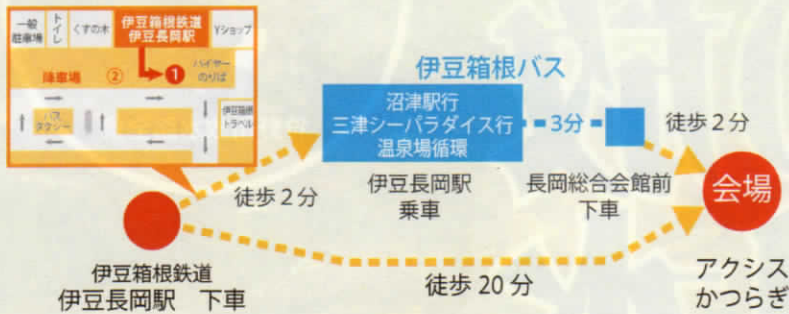 一般
駐車場
トイレ
くすの木
伊豆箱根鉄道
伊豆長岡駅
Yショップ
降車場
②
❶
ハイヤー
のりば
バス
タクシー
伊豆箱根
トラベル
伊豆箱根バス
沼津駅行
三津シーパラダイス行
温泉場循環
3分
徒歩2分
徒歩2分
伊豆長岡駅
乗車
長岡総合会館前
下車
会場
伊豆箱根鉄道
伊豆長岡駅 下車
徒歩20分
アクシス
かつらぎ